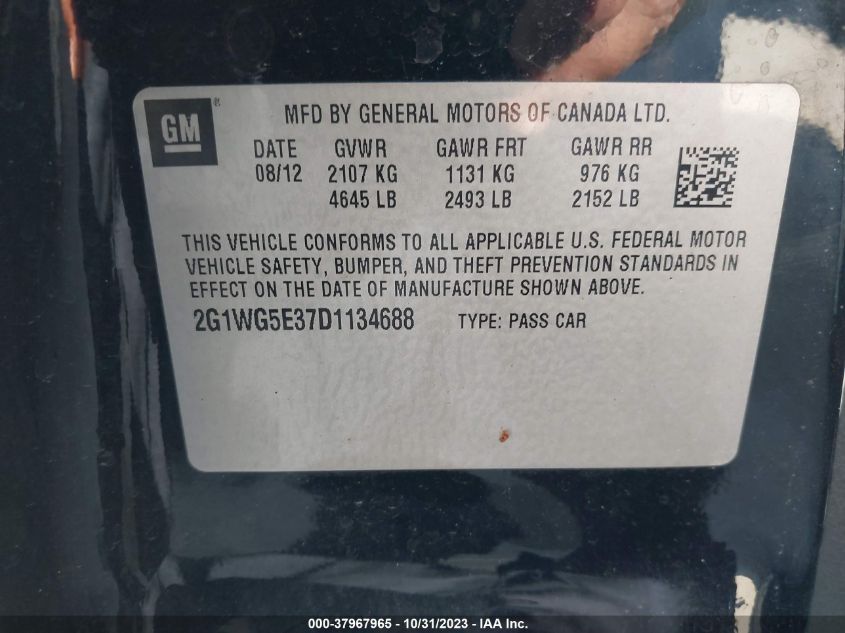 GM
®
MFD BY GENERAL MOTORS OF CANADA LTD.
DATE GVWR GAWR FRT GAWR RR
08/12 2107 KG 1131 KG 976 KG
4645 LB 2493 LB 2152 LB
THIS VEHICLE CONFORMS TO ALL APPLICABLE U.S. FEDERAL MOTOR
VEHICLE SAFETY, BUMPER, AND THEFT PREVENTION STANDARDS IN
EFFECT ON THE DATE OF MANUFACTURE SHOWN ABOVE.
2G1WG5E37D1134688 TYPE: PASS CAR
000-37967965 - 10/31/2023 - IAA Inc.